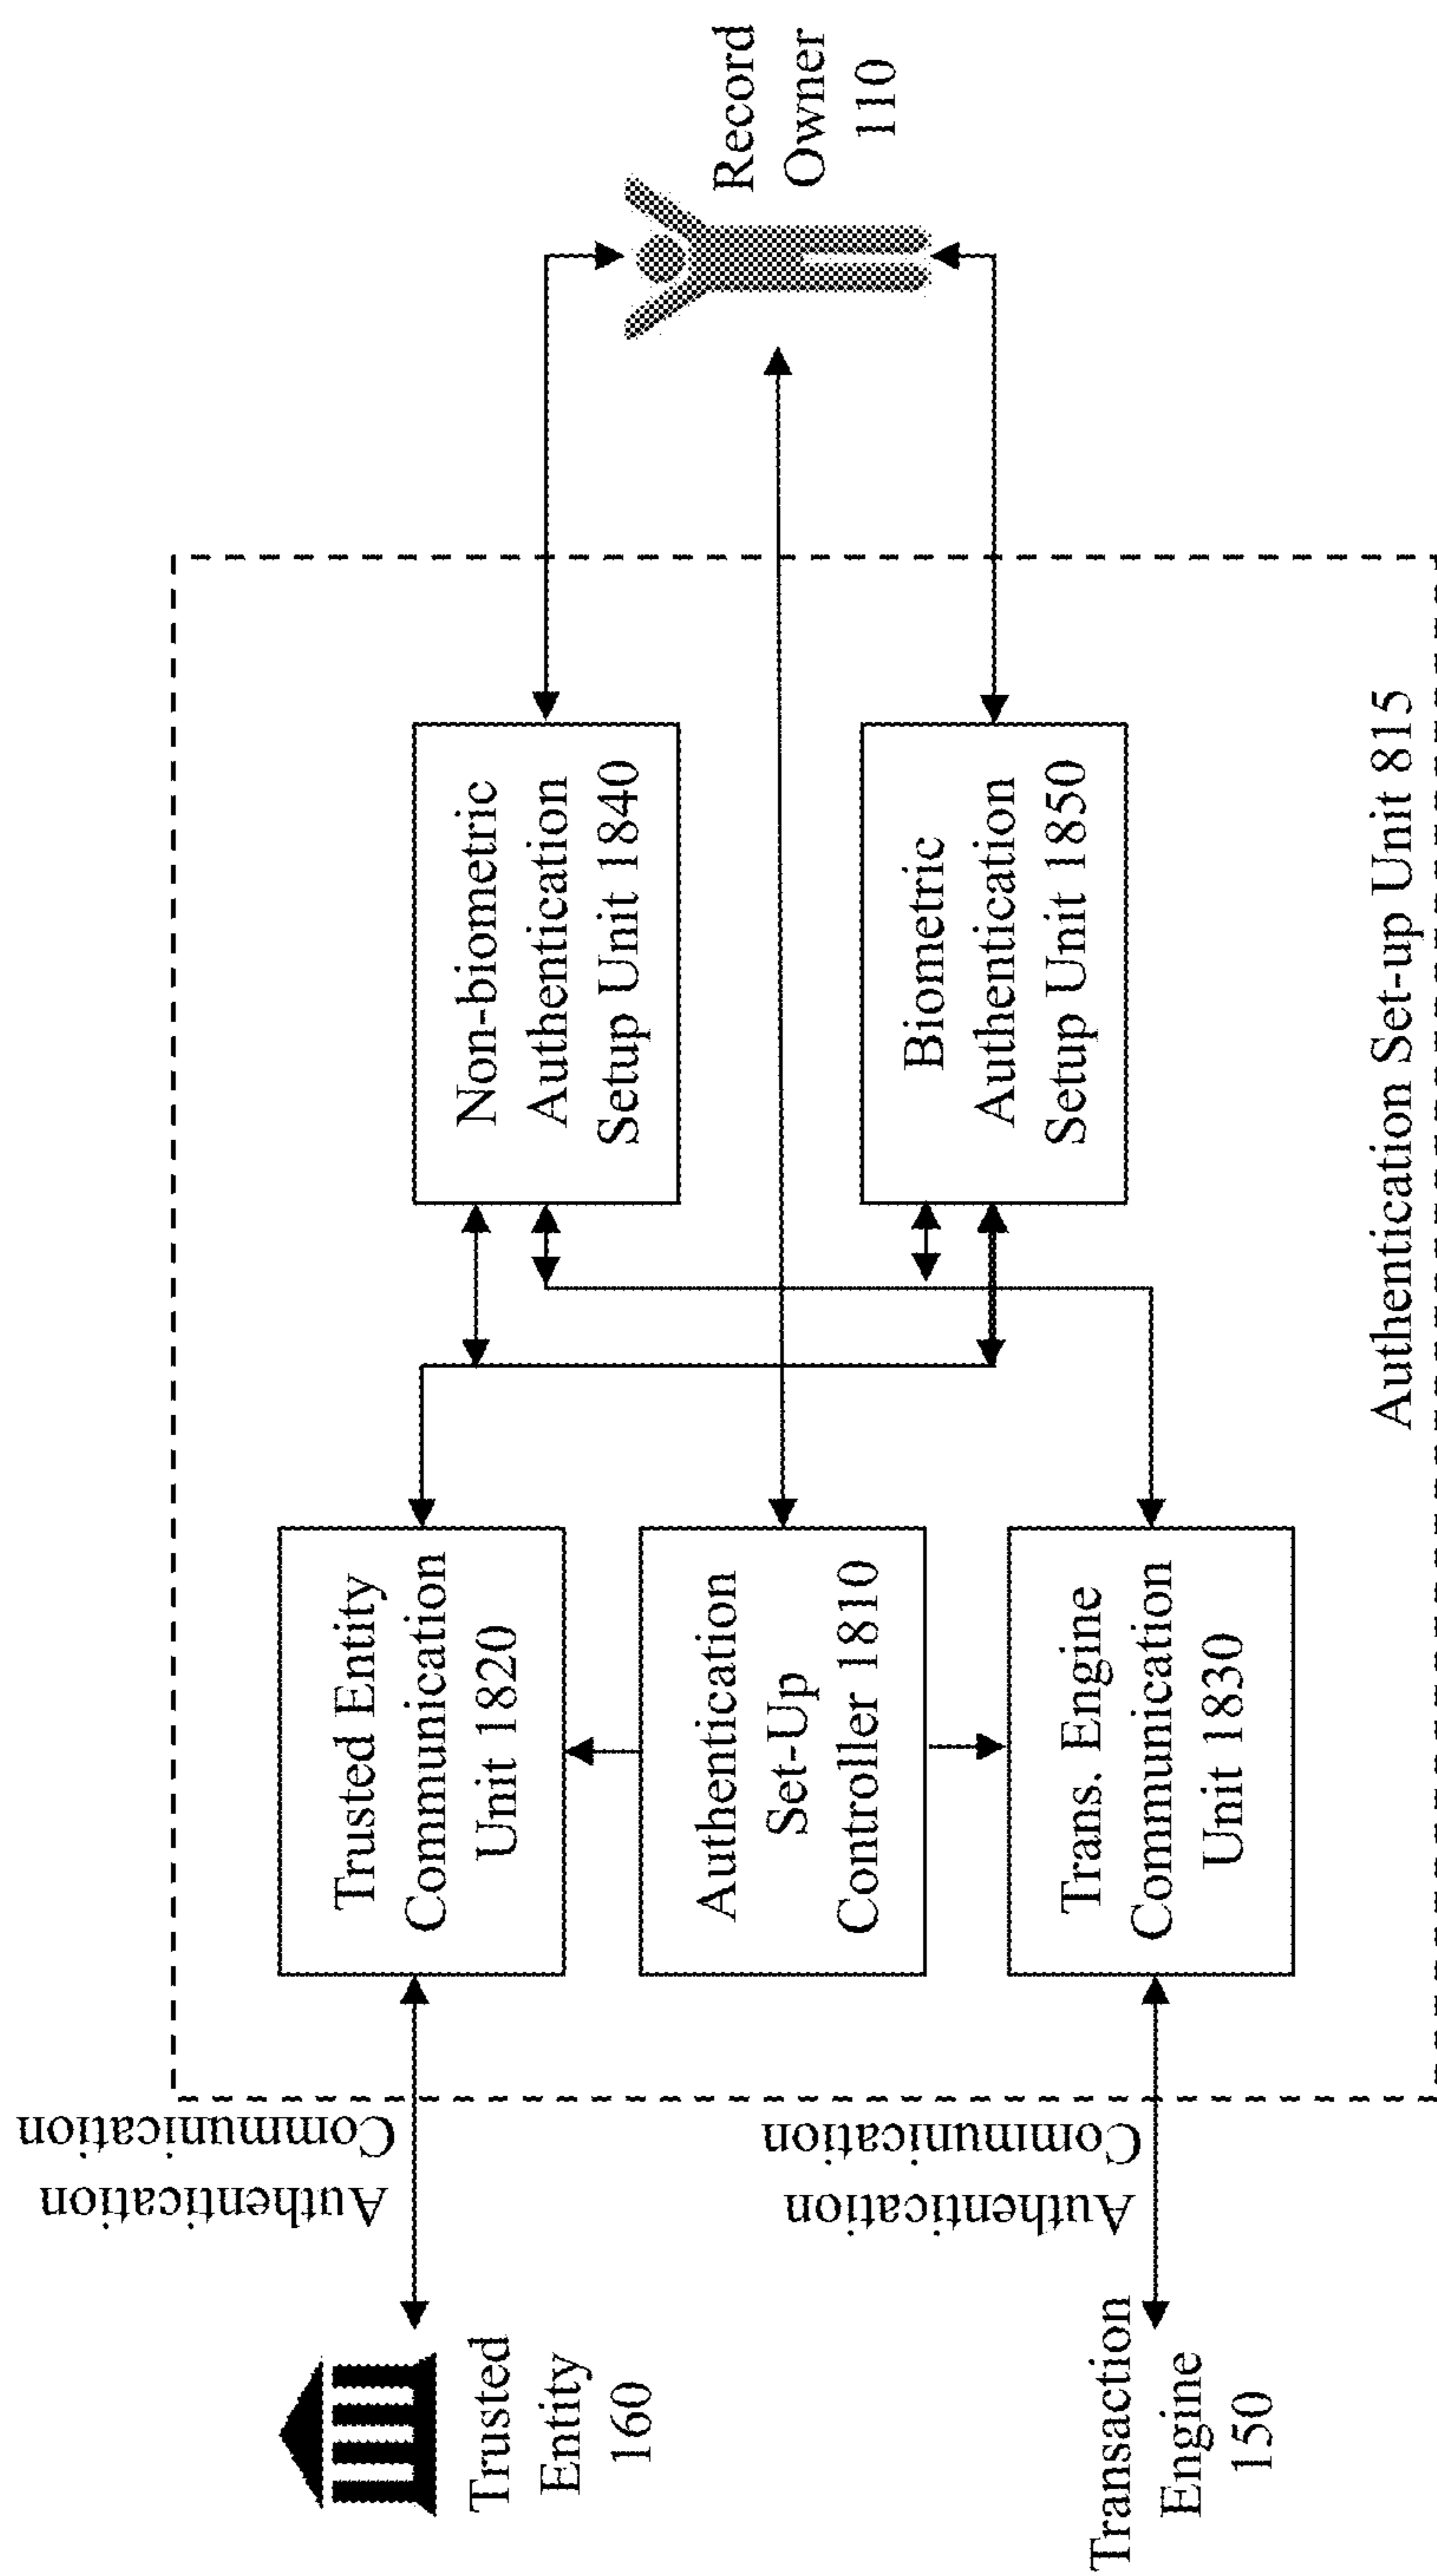 Trusted
Entity
160
Authentication
Communication
Trusted Entity
Communication
Unit 1820
Non-biometric
Authentication
Setup Unit 1840
Authentication
Set-Up
Controller 1810
Record
Owner
110
Transaction
Engine
150
Authentication
Communication
Trans. Engine
Communication
Unit 1830
Biometric
Authentication
Setup Unit 1850
Authentication Set-up Unit 815